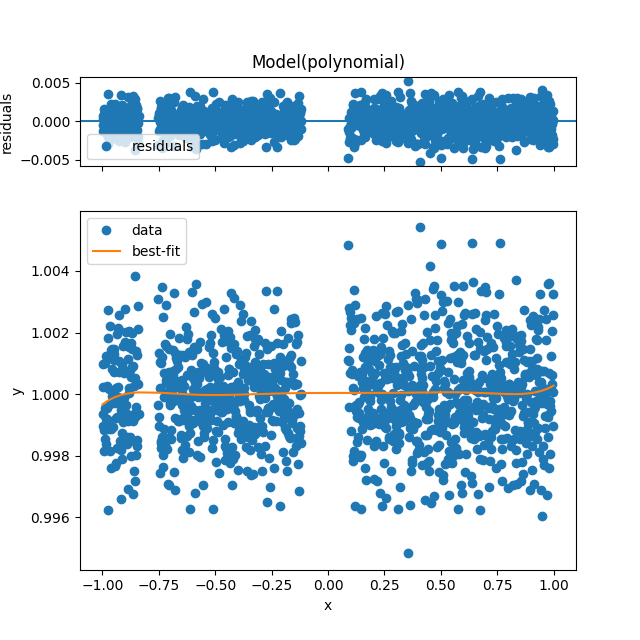 Model(polynomial)
residuals
0.005
0.000
−0.005
residuals
data
best-fit
y
1.004
1.002
1.000
0.998
0.996
−1.00 −0.75 −0.50 −0.25 0.00 0.25 0.50 0.75 1.00
x